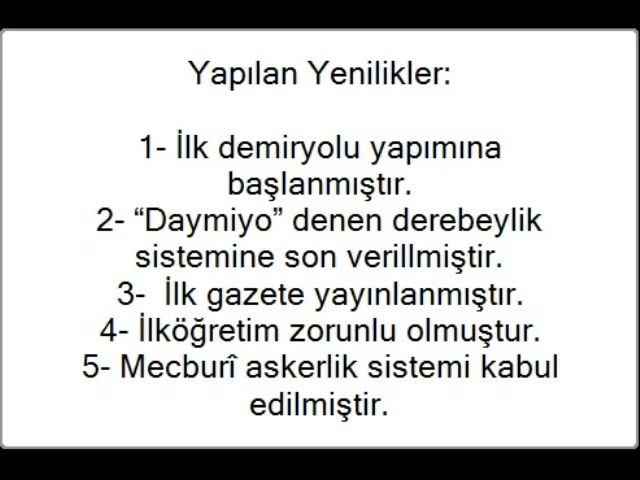 Yapılan Yenilikler:
1- İlk demiryolu yapımına
başlanmıştır.
2- “Daymiyo” denen derebeylik
sistemine son verillmiştir.
3-  İlk gazete yayınlanmıştır.
4- İlköğretim zorunlu olmuştur.
5- Mecburî askerlik sistemi kabul
edilmiştir.